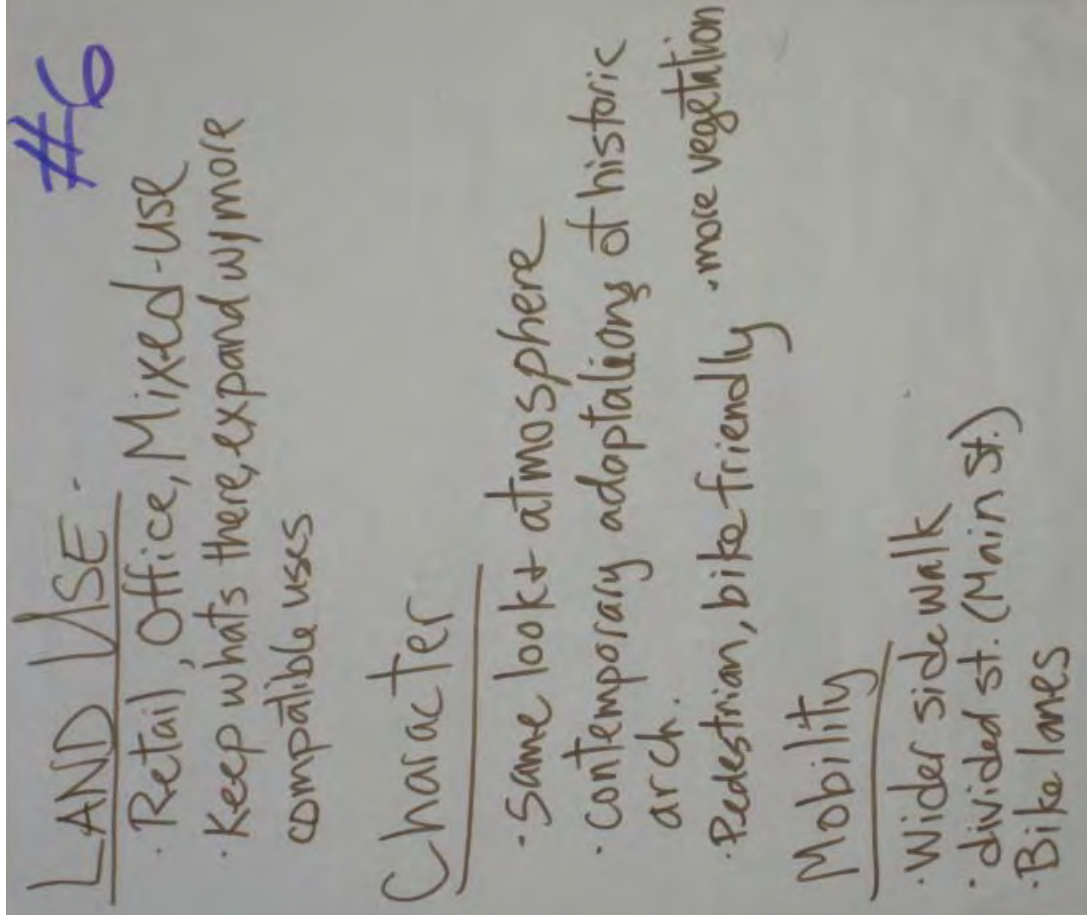 #6
LAND USE.
· Retail, Office, Mixed-Use
· Keep whats there, expand w/ more
compatible uses
Character
· Same look + atmosphere
· Contemporary adaptations of historic
arch.
· Pedestrian, bike friendly · more vegetation
Mobility
· Wider side walk
· divided st. (Main St.)
· Bike lanes